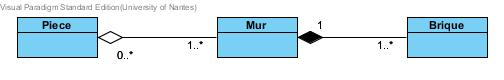 Visual Paradigm Standard Edition(University of Nantes)
Piece
Mur
1
Brique
0..*
1..*
1..*